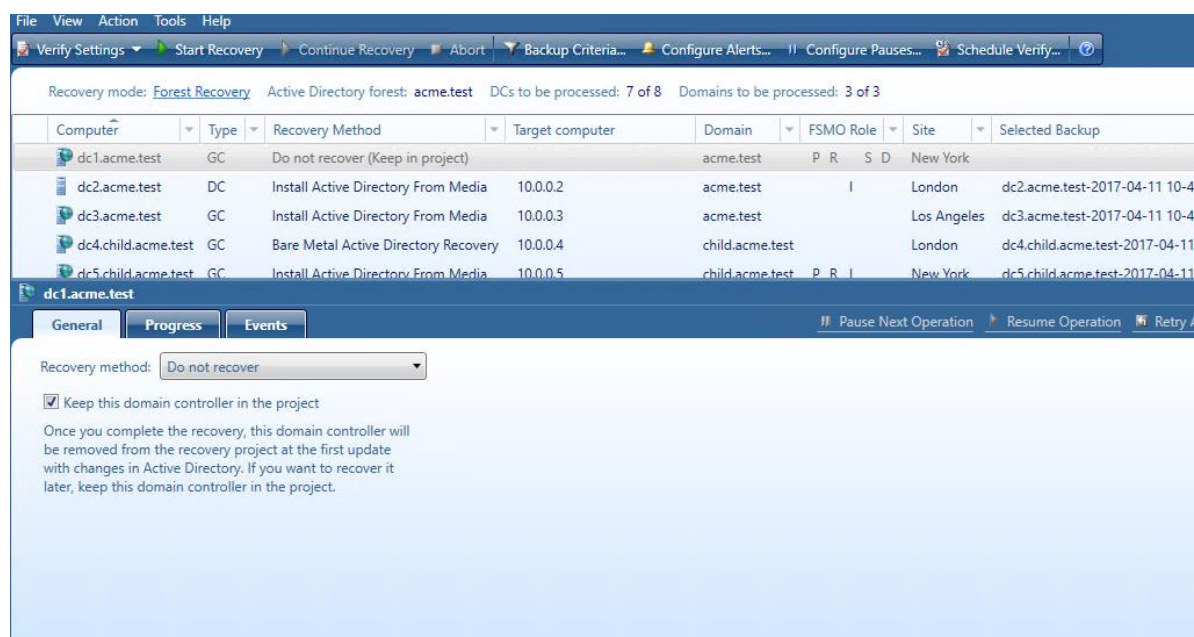 File View Action Tools Help
Verify Settings Start Recovery Continue Recovery Abort Backup Criteria... Configure Alerts... Configure Pauses... Schedule Verify...
Recovery mode: Forest Recovery Active Directory forest: acme.test DCs to be processed: 7 of 8 Domains to be processed: 3 of 3
Computer Type Recovery Method Target computer Domain FSMO Role Site Selected Backup
dc1.acme.test GC Do not recover (Keep in project) acme.test P R S D New York
dc2.acme.test DC Install Active Directory From Media 10.0.0.2 acme.test I London dc2.acme.test-2017-04-11 10-4
dc3.acme.test GC Install Active Directory From Media 10.0.0.3 acme.test Los Angeles dc3.acme.test-2017-04-11 10-4
dc4.child.acme.test GC Bare Metal Active Directory Recovery 10.0.0.4 child.acme.test London dc4.child.acme.test-2017-04-11
dc5.child.acme.test GC Install Active Directory From Media 10.0.0.5 child.acme.test P R I New York dc5.child.acme.test-2017-04-11
dc1.acme.test
General Progress Events Pause Next Operation Resume Operation Retry A
Recovery method: Do not recover
Keep this domain controller in the project
Once you complete the recovery, this domain controller will
be removed from the recovery project at the first update
with changes in Active Directory. If you want to recover it
later, keep this domain controller in the project.